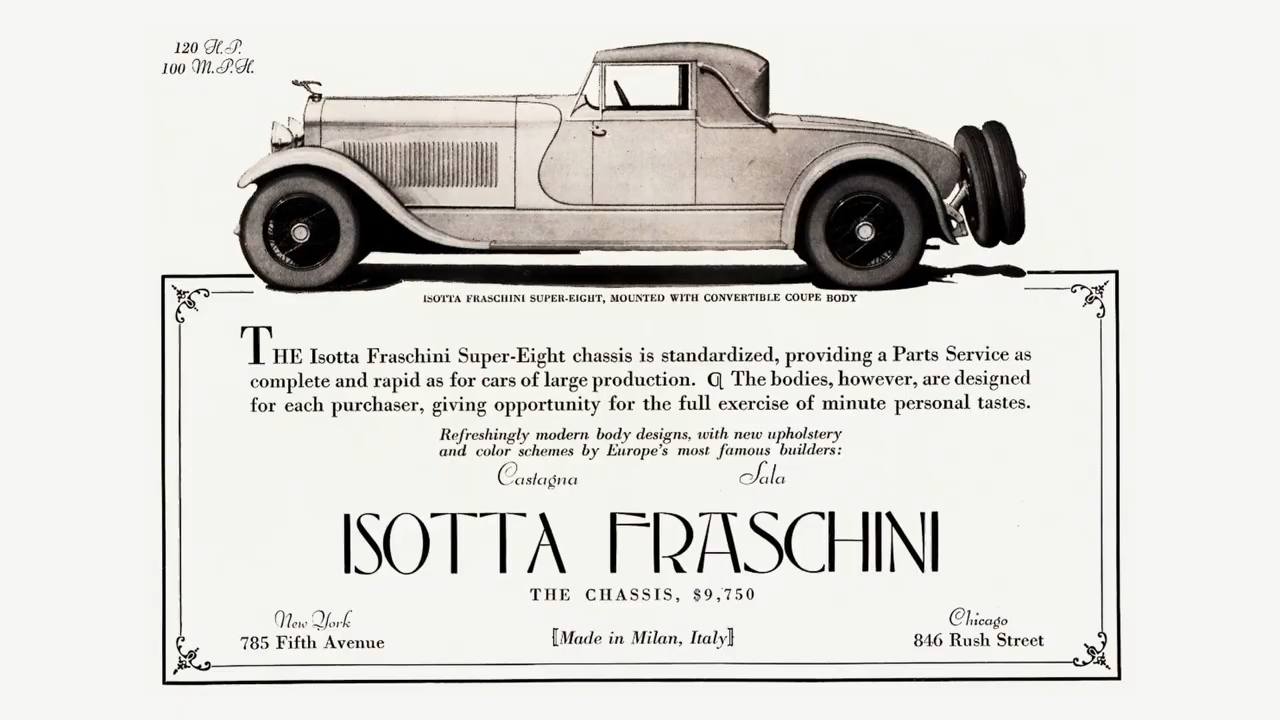 120 H.P.
100 M.P.H.
ISOTTA FRASCHINI SUPER-EIGHT, MOUNTED WITH CONVERTIBLE COUPE BODY
THE Isotta Fraschini Super-Eight chassis is standardized, providing a Parts Service as
complete and rapid as for cars of large production. ¶ The bodies, however, are designed
for each purchaser, giving opportunity for the full exercise of minute personal tastes.
Refreshingly modern body designs, with new upholstery
and color schemes by Europe's most famous builders:
Castagna Sala
ISOTTA FRASCHINI
THE CHASSIS, $9,750
New York
785 Fifth Avenue
[Made in Milan, Italy]
Chicago
846 Rush Street